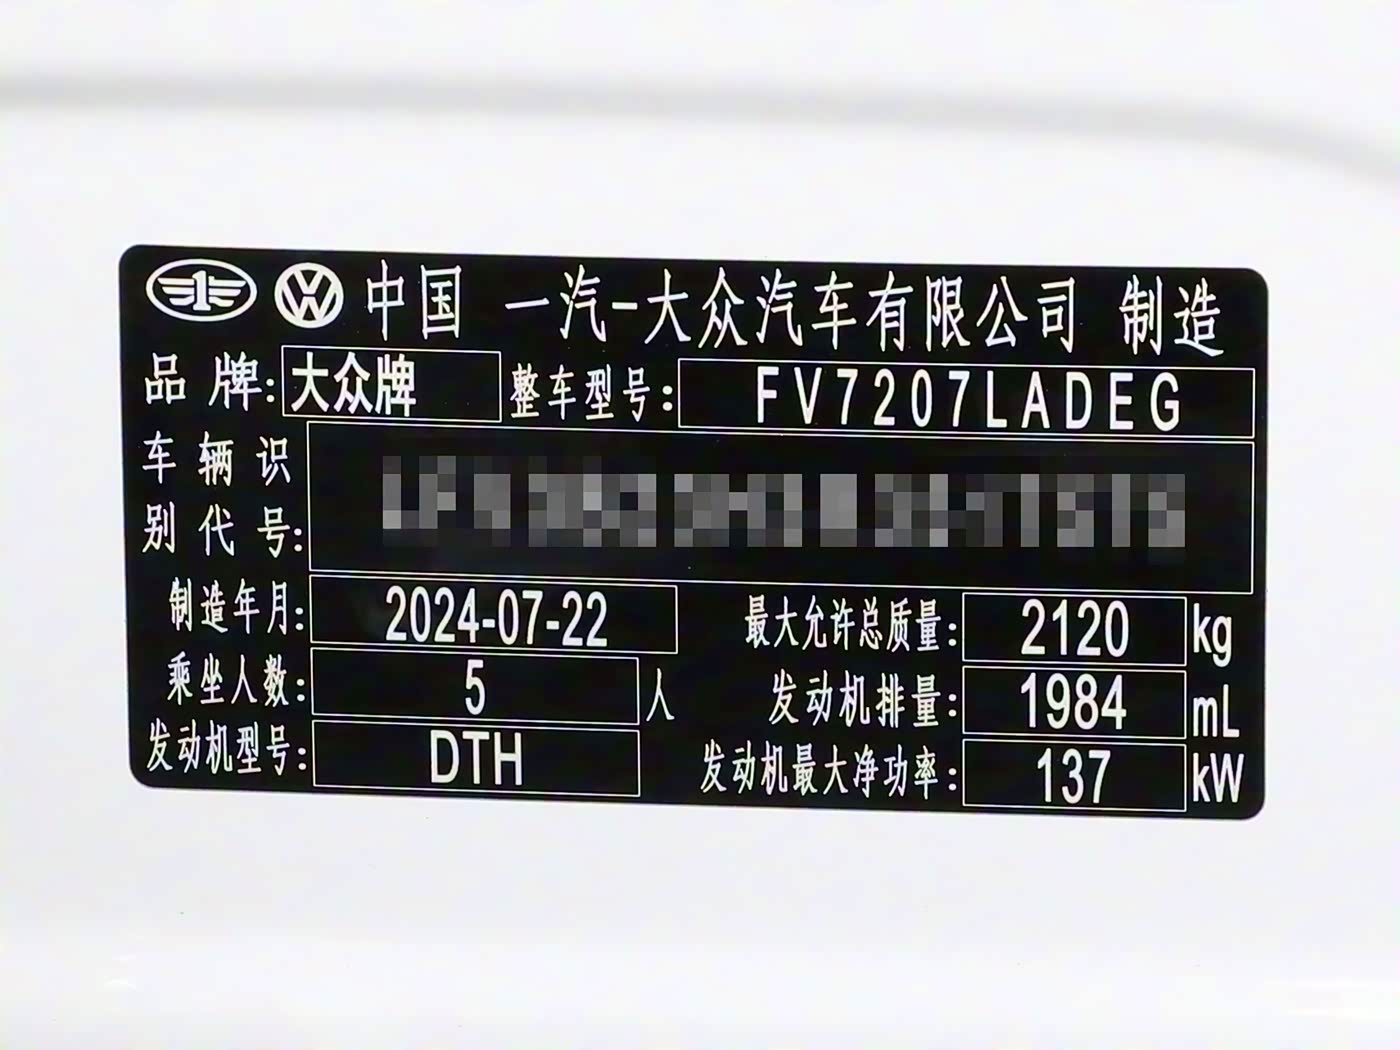 中国 一汽-大众汽车有限公司 制造
品牌: 大众牌 整车型号: FV7207LADEG
车辆识
别代号:
制造年月: 2024-07-22 最大允许总质量: 2120 kg
乘坐人数: 5 人 发动机排量: 1984 mL
发动机型号: DTH 发动机最大净功率: 137 kW